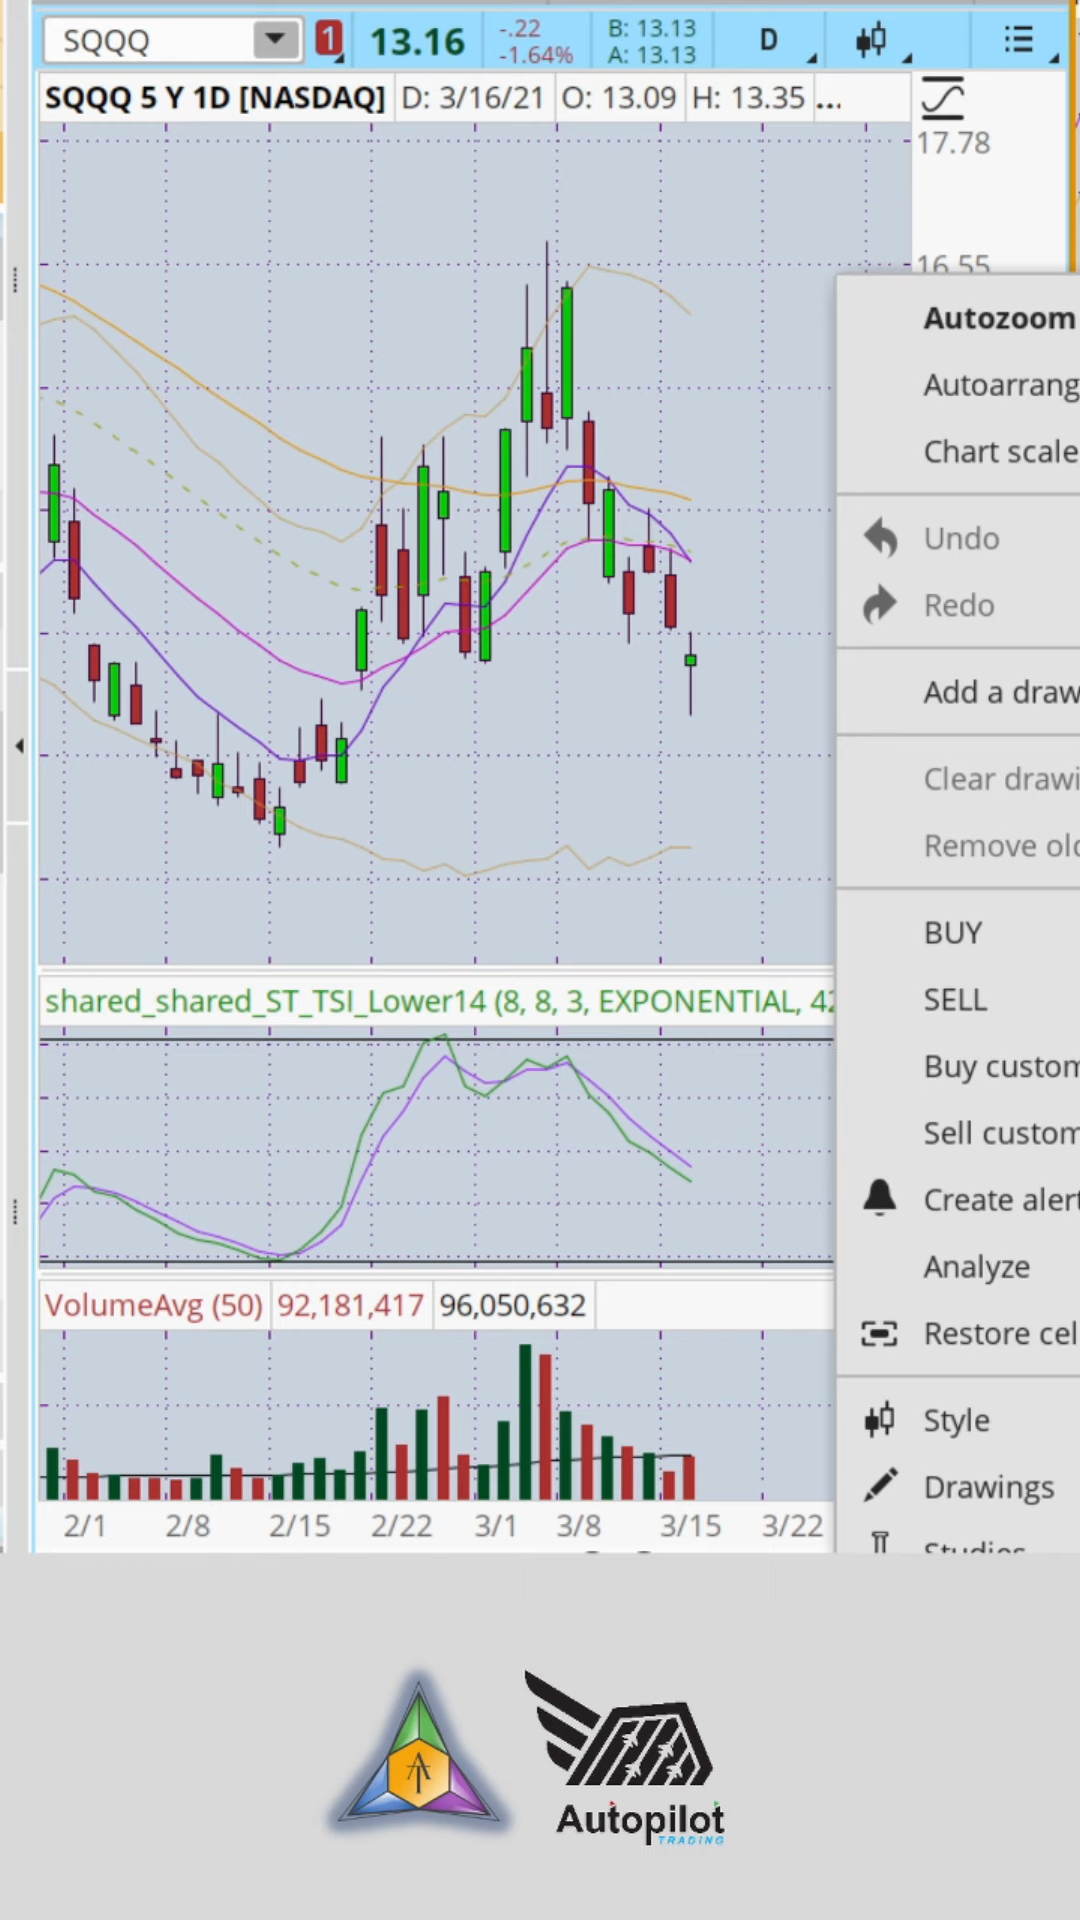 SQQQ 1 13.16 -.22 B: 13.13 D
-1.64% A: 13.13
SQQQ 5 Y 1D [NASDAQ] D: 3/16/21 O: 13.09 H: 13.35 ...
17.78
16.55
Autozoom
Autoarrang
Chart scale
Undo
Redo
Add a draw
Clear drawi
Remove old
BUY
SELL
shared_shared_ST_TSI_Lower14 (8, 8, 3, EXPONENTIAL, 42
Buy custom
Sell custom
Create alert
Analyze
VolumeAvg (50) 92,181,417 96,050,632
Restore cel
Style
Drawings
2/1 2/8 2/15 2/22 3/1 3/8 3/15 3/22
Studies
Autopilot
TRADING